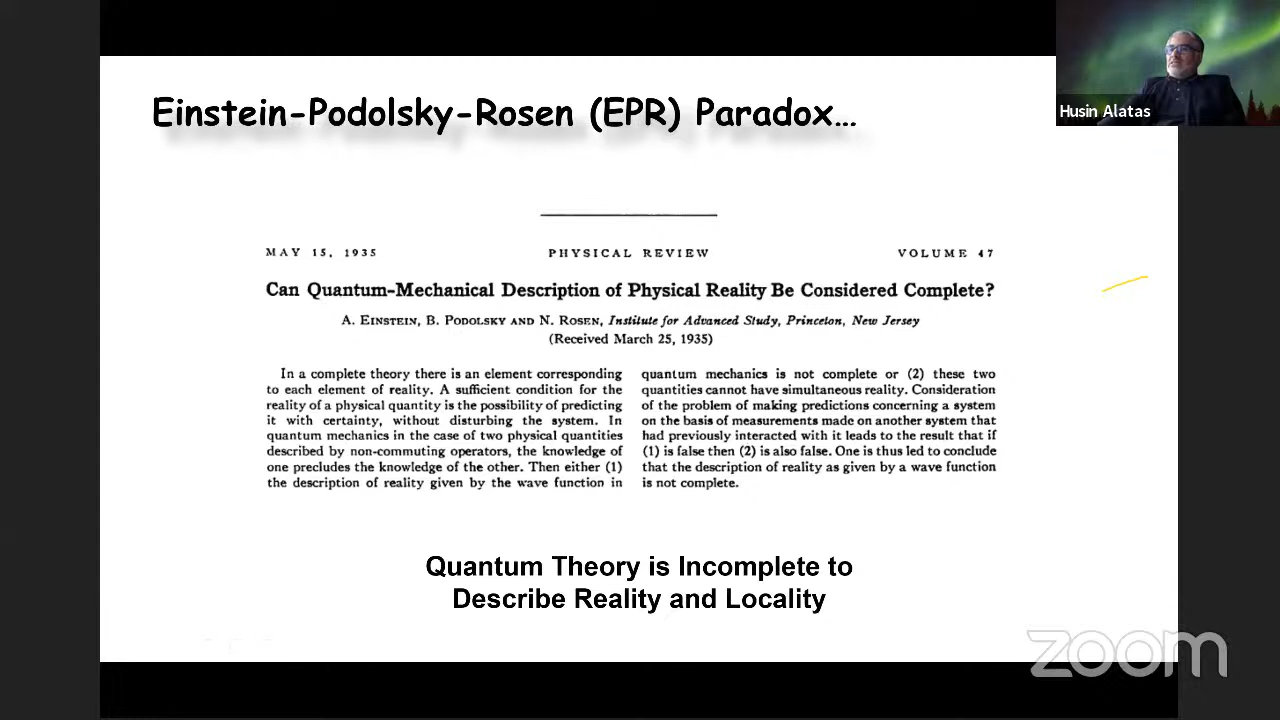 Einstein-Podolsky-Rosen (EPR) Paradox...
Husin Alatas
MAY 15, 1935
PHYSICAL REVIEW
VOLUME 47
Can Quantum-Mechanical Description of Physical Reality Be Considered Complete?
A. EINSTEIN, B. PODOLSKY AND N. ROSEN, Institute for Advanced Study, Princeton, New Jersey
(Received March 25, 1935)
In a complete theory there is an element corresponding
to each element of reality. A sufficient condition for the
reality of a physical quantity is the possibility of predicting
it with certainty, without disturbing the system. In
quantum mechanics in the case of two physical quantities
described by non-commuting operators, the knowledge of
one precludes the knowledge of the other. Then either (1)
the description of reality given by the wave function in
quantum mechanics is not complete or (2) these two
quantities cannot have simultaneous reality. Consideration
of the problem of making predictions concerning a system
on the basis of measurements made on another system that
had previously interacted with it leads to the result that if
(1) is false then (2) is also false. One is thus led to conclude
that the description of reality as given by a wave function
is not complete.
Quantum Theory is Incomplete to
Describe Reality and Locality
zoom